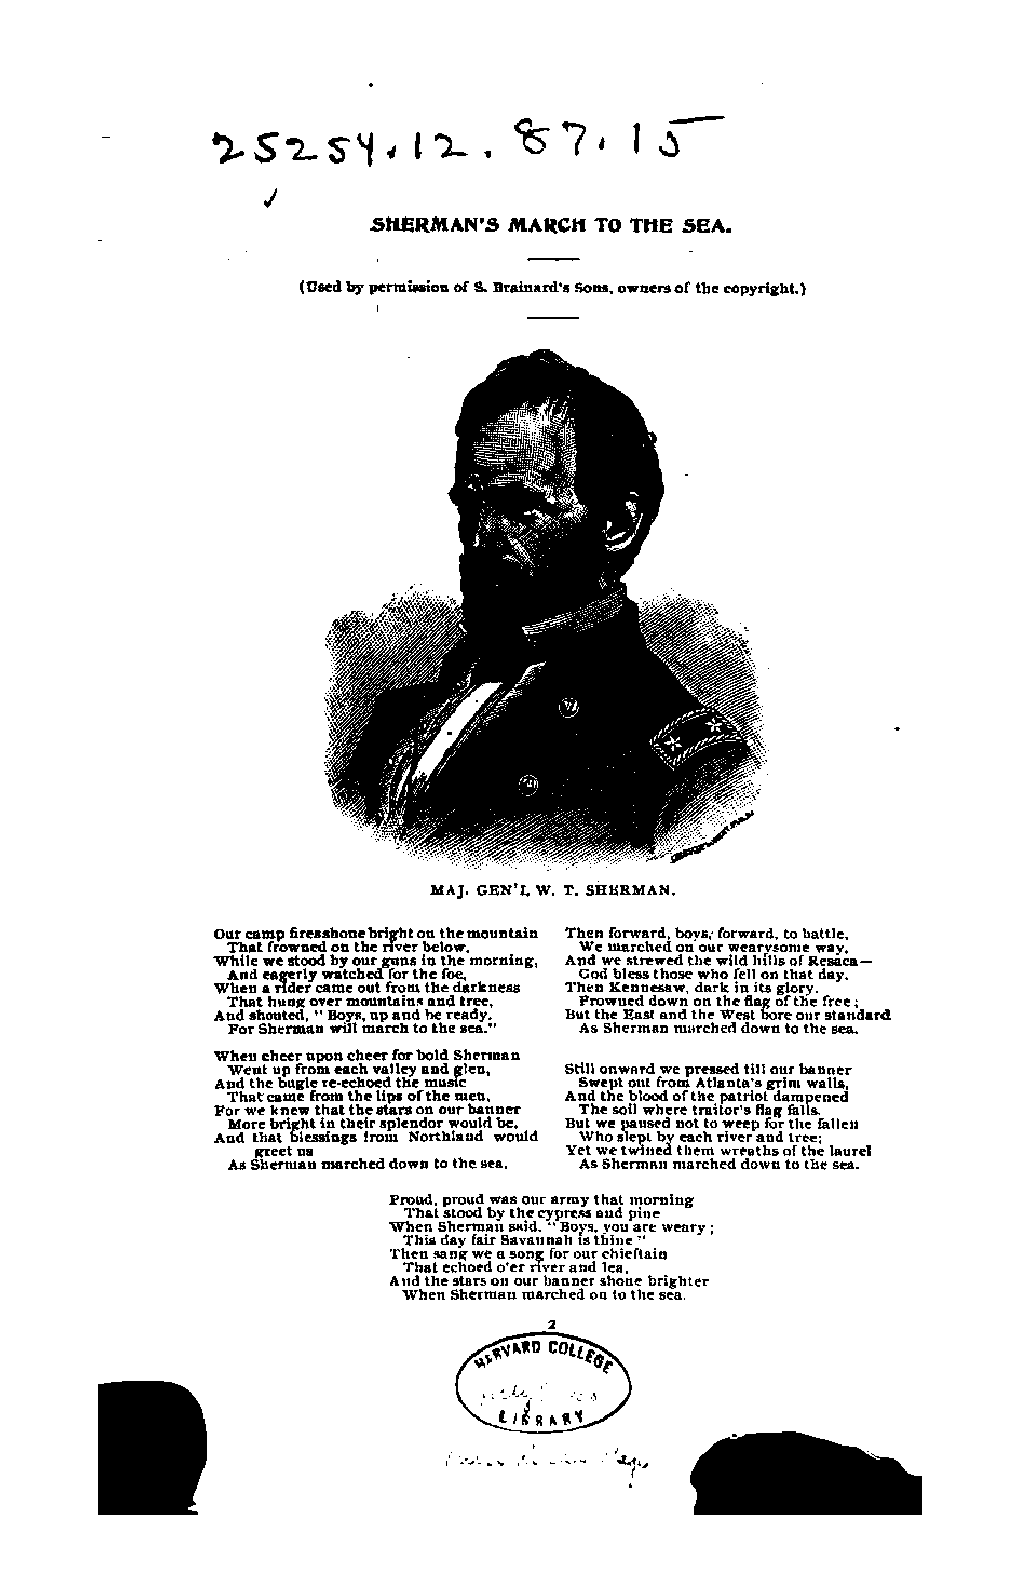 25254.12.87.15
SHERMAN'S MARCH TO THE SEA.
(Used by permission of S. Brainard's Sons, owners of the copyright.)
MAJ. GEN'L W. T. SHERMAN.
Our camp fires shone bright on the mountain
That frowned on the river below,
While we stood by our guns in the morning,
And eagerly watched for the foe,
When a rider came out from the darkness
That hung over mountains and tree,
And shouted, "Boys, up and be ready,
For Sherman will march to the sea."
When cheer upon cheer for bold Sherman
Went up from each valley and glen,
And the bugle re-echoed the music
That came from the lips of the men,
For we knew that the stars on our banner
More bright in their splendor would be,
And that blessings from Northland would
greet us
As Sherman marched down to the sea.
Then forward, boys, forward, to battle,
We marched on our wearysome way,
And we strewed the wild hills of Resaca—
God bless those who fell on that day.
Then Kennesaw, dark in its glory,
Frowned down on the flag of the free;
But the East and the West bore our standard
As Sherman marched down to the sea.
Still onward we pressed till our banner
Swept out from Atlanta's grim walls,
And the blood of the patriot dampened
The soil where traitor's flag falls.
But we paused not to weep for the fallen
Who slept by each river and tree;
Yet we twined them wreaths of the laurel
As Sherman marched down to the sea.
Proud, proud was our army that morning
That stood by the cypress and pine
When Sherman said, "Boys, you are weary;
This day fair Savannah is thine"
Then sang we a song for our chieftain
That echoed o'er river and lea,
And the stars on our banner shone brighter
When Sherman marched on to the sea.
2
HARVARD COLLEGE
LIBRARY